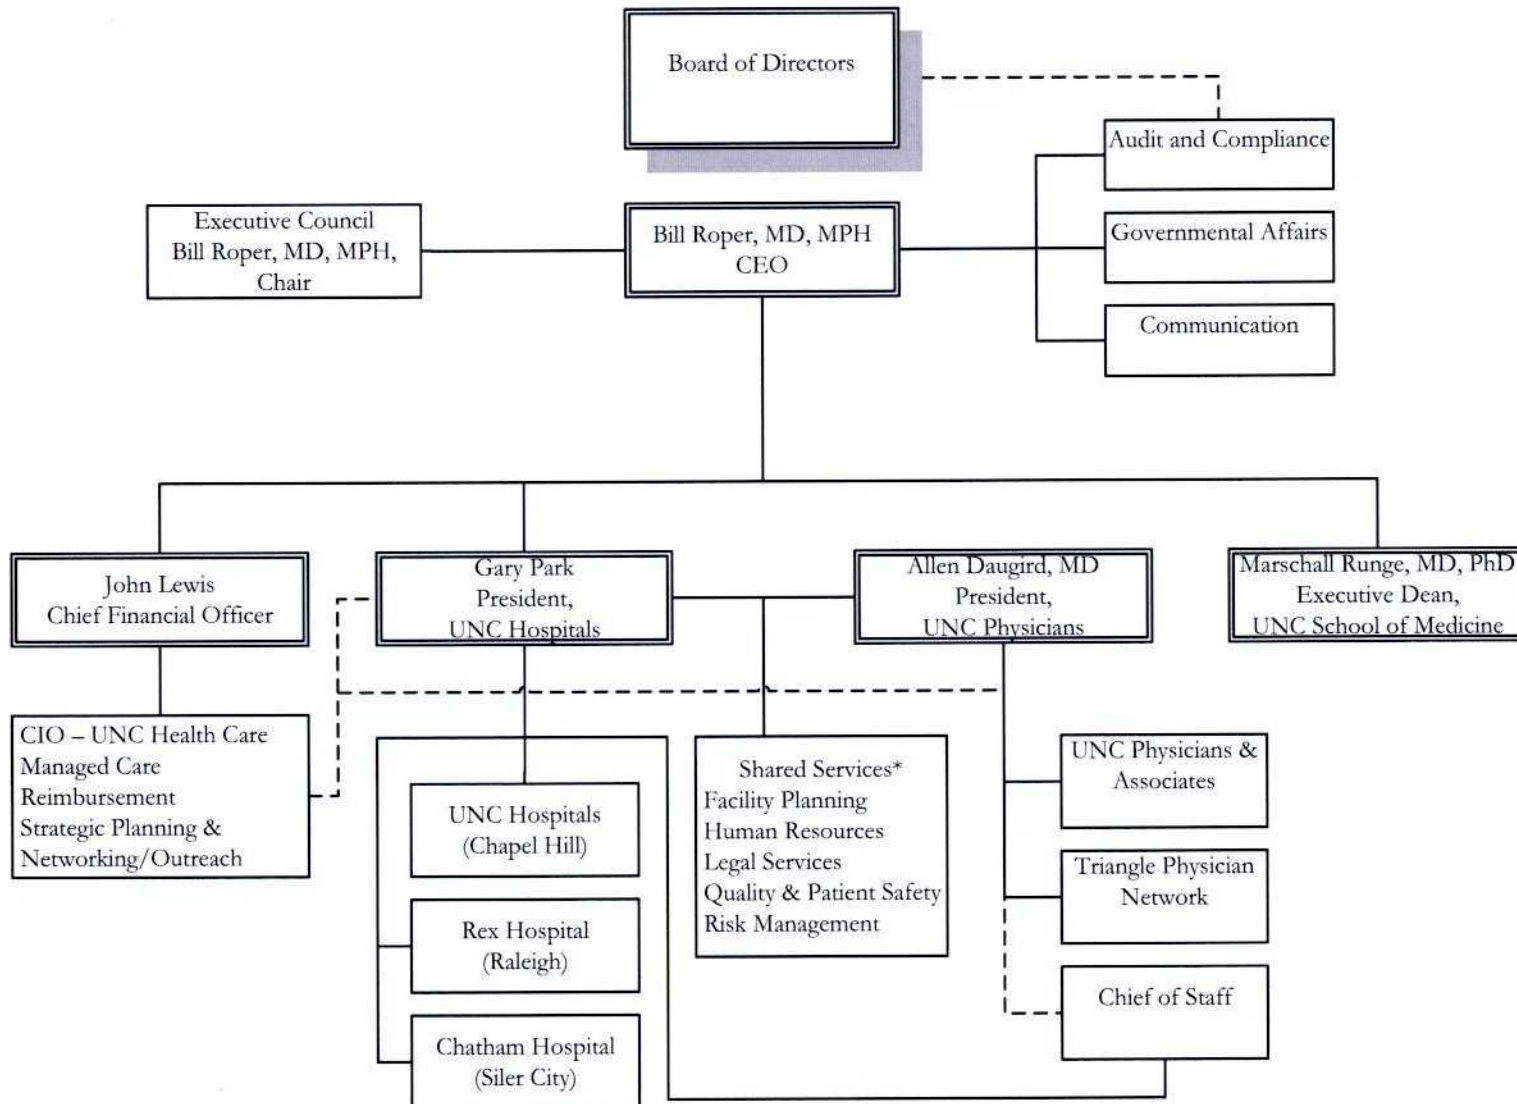 Board of Directors
Audit and Compliance
Executive Council
Bill Roper, MD, MPH,
Chair
Bill Roper, MD, MPH
CEO
Governmental Affairs
Communication
John Lewis
Chief Financial Officer
Gary Park
President,
UNC Hospitals
Allen Daugird, MD
President,
UNC Physicians
Marschall Runge, MD, PhD
Executive Dean,
UNC School of Medicine
CIO – UNC Health Care
Managed Care
Reimbursement
Strategic Planning &
Networking/Outreach
UNC Hospitals
(Chapel Hill)
Rex Hospital
(Raleigh)
Chatham Hospital
(Siler City)
Shared Services*
Facility Planning
Human Resources
Legal Services
Quality & Patient Safety
Risk Management
UNC Physicians &
Associates
Triangle Physician
Network
Chief of Staff